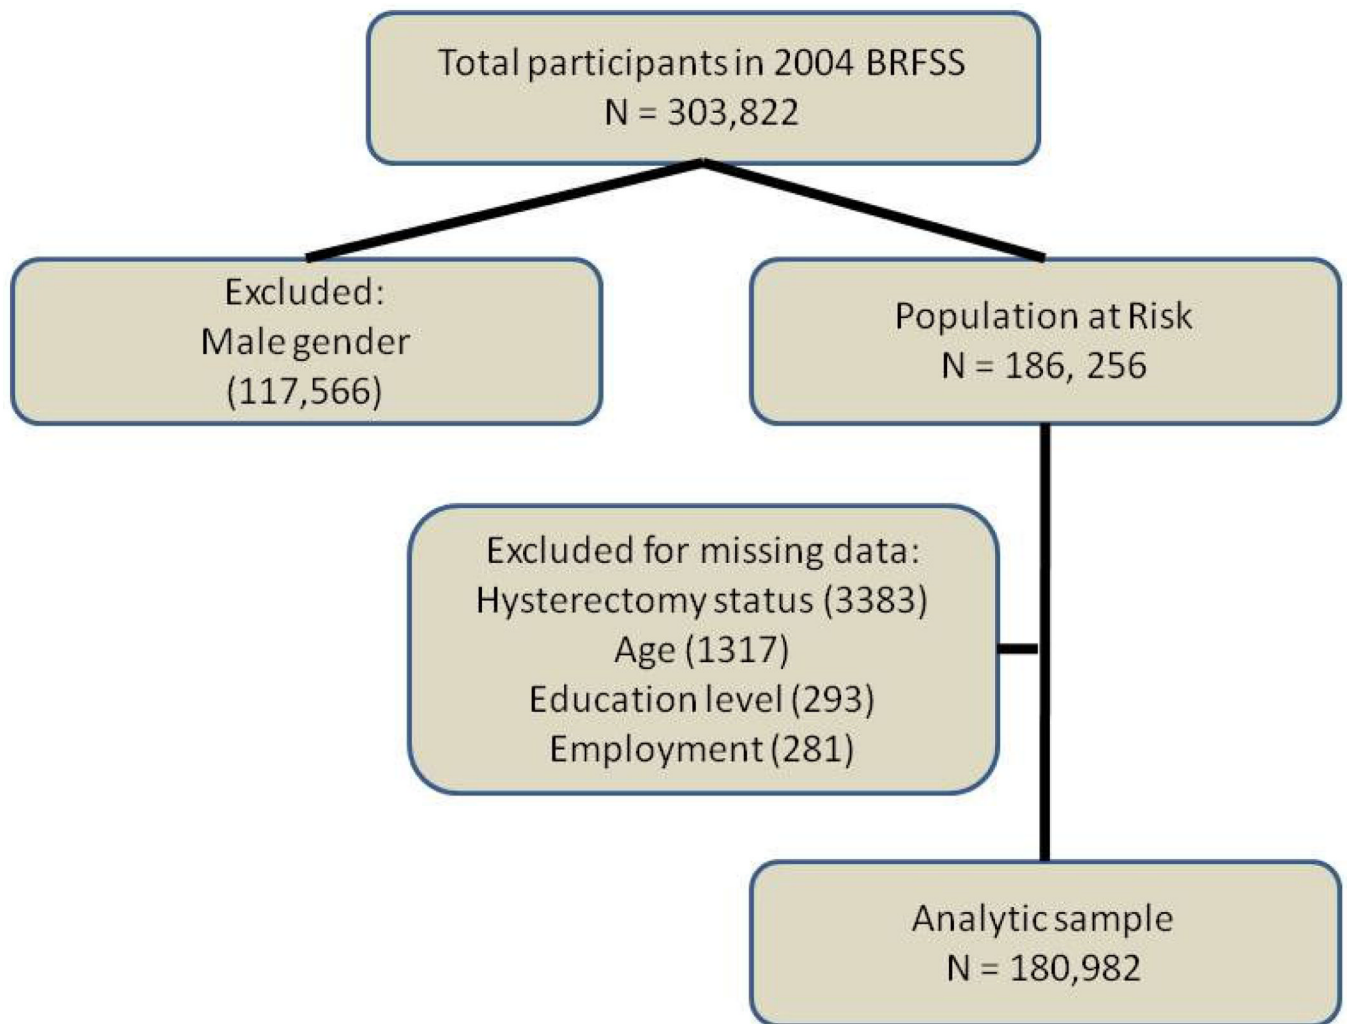 Total participants in 2004 BRFSS
N = 303,822
Excluded:
Male gender
(117,566)
Population at Risk
N = 186, 256
Excluded for missing data:
Hysterectomy status (3383)
Age (1317)
Education level (293)
Employment (281)
Analytic sample
N = 180,982